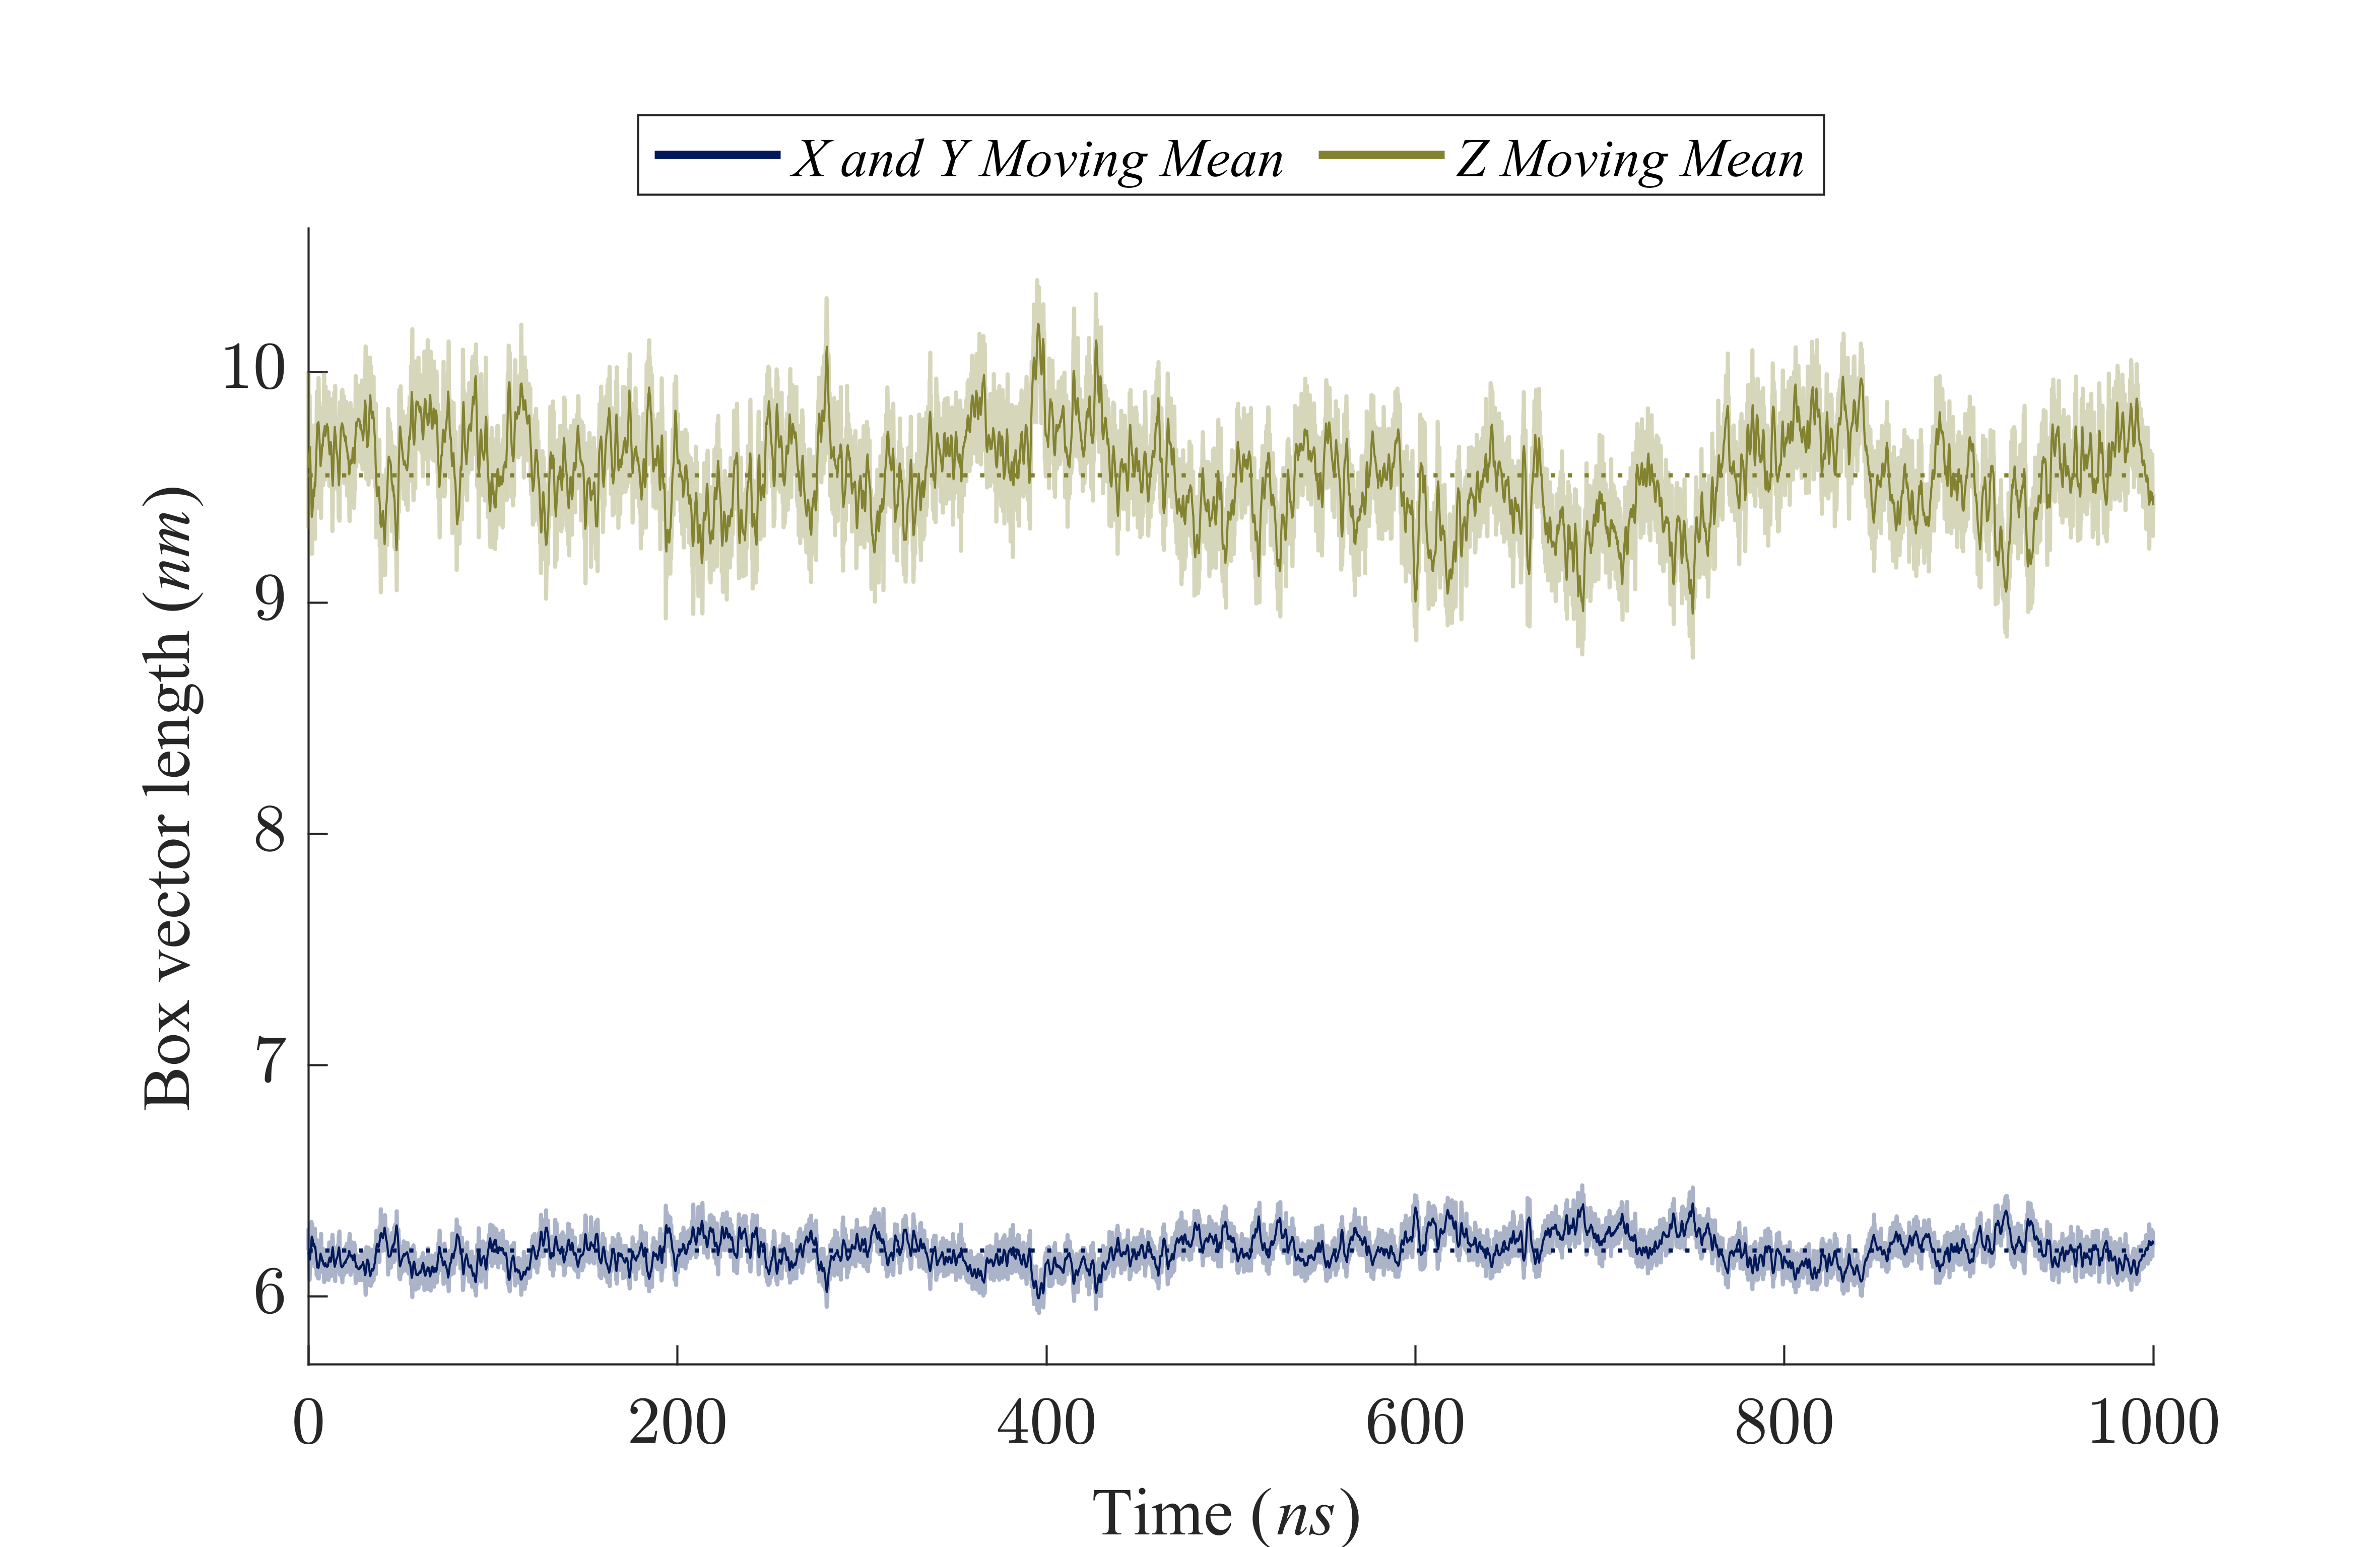 X and Y Moving Mean
Z Moving Mean
Box vector length (nm)
10
9
8
7
6
0
200
400
600
800
1000
Time (ns)